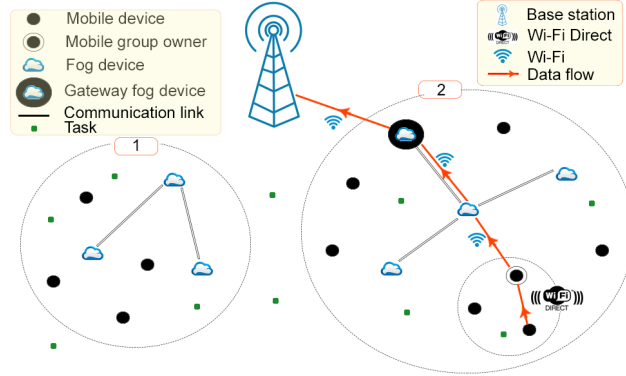 Mobile device
Mobile group owner
Fog device
Gateway fog device
Communication link
Task
Base station
WiFi
Wi-Fi Direct
Wi-Fi
Data flow
1
2
WiFi
DIRECT